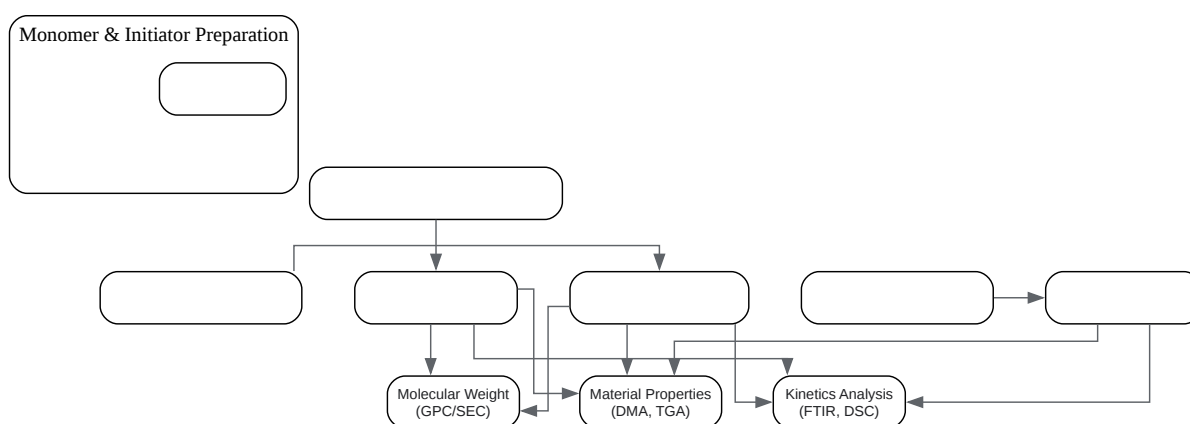 Monomer & Initiator Preparation
Molecular Weight
(GPC/SEC)
Material Properties
(DMA, TGA)
Kinetics Analysis
(FTIR, DSC)